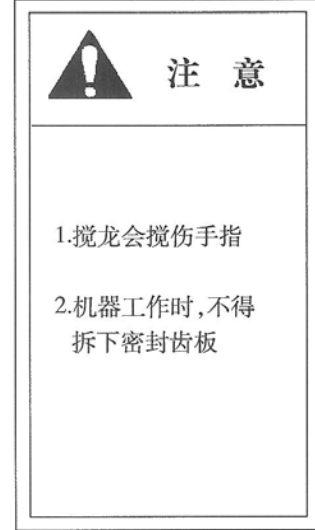 注 意
1.搅龙会搅伤手指
2.机器工作时,不得
拆下密封齿板